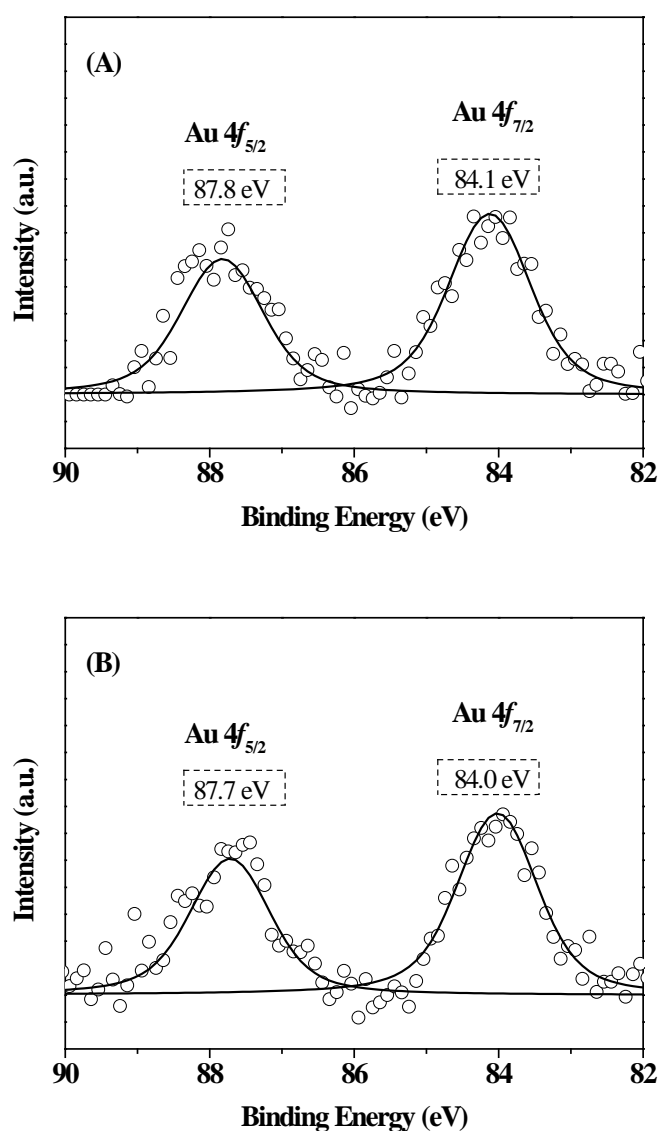 (A)
Au 4f7/2
Au 4f5/2
84.1 eV
87.8 eV
Intensity (a.u.)
90 88 86 84 82
Binding Energy (eV)
(B)
Au 4f7/2
Au 4f5/2
84.0 eV
87.7 eV
Intensity (a.u.)
90 88 86 84 82
Binding Energy (eV)